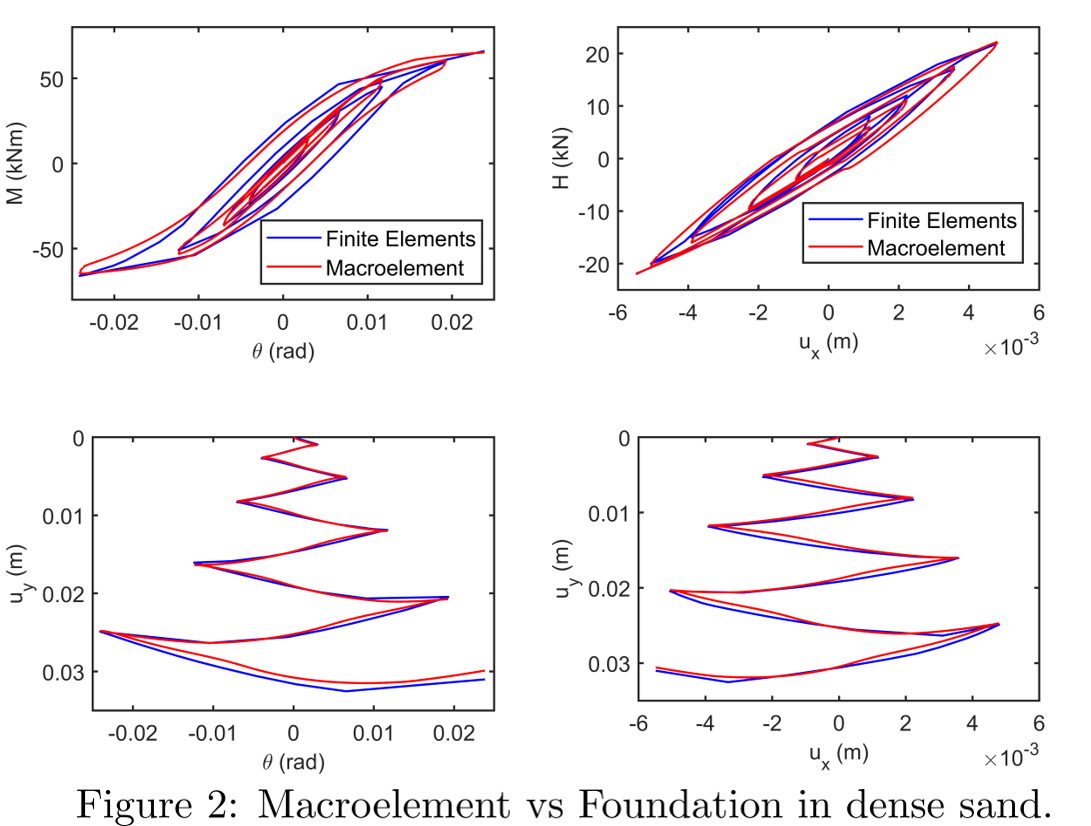 M (kNm)
50
0
-50
-0.02 -0.01 0 0.01 0.02
θ (rad)
Finite Elements
Macroelement
H (kN)
20
10
0
-10
-20
-6 -4 -2 0 2 4 6
u_x (m)
×10^-3
Finite Elements
Macroelement
u_y (m)
0
0.01
0.02
0.03
-0.02 -0.01 0 0.01 0.02
θ (rad)
u_y (m)
0
0.01
0.02
0.03
-6 -4 -2 0 2 4 6
u_x (m)
×10^-3
Figure 2: Macroelement vs Foundation in dense sand.